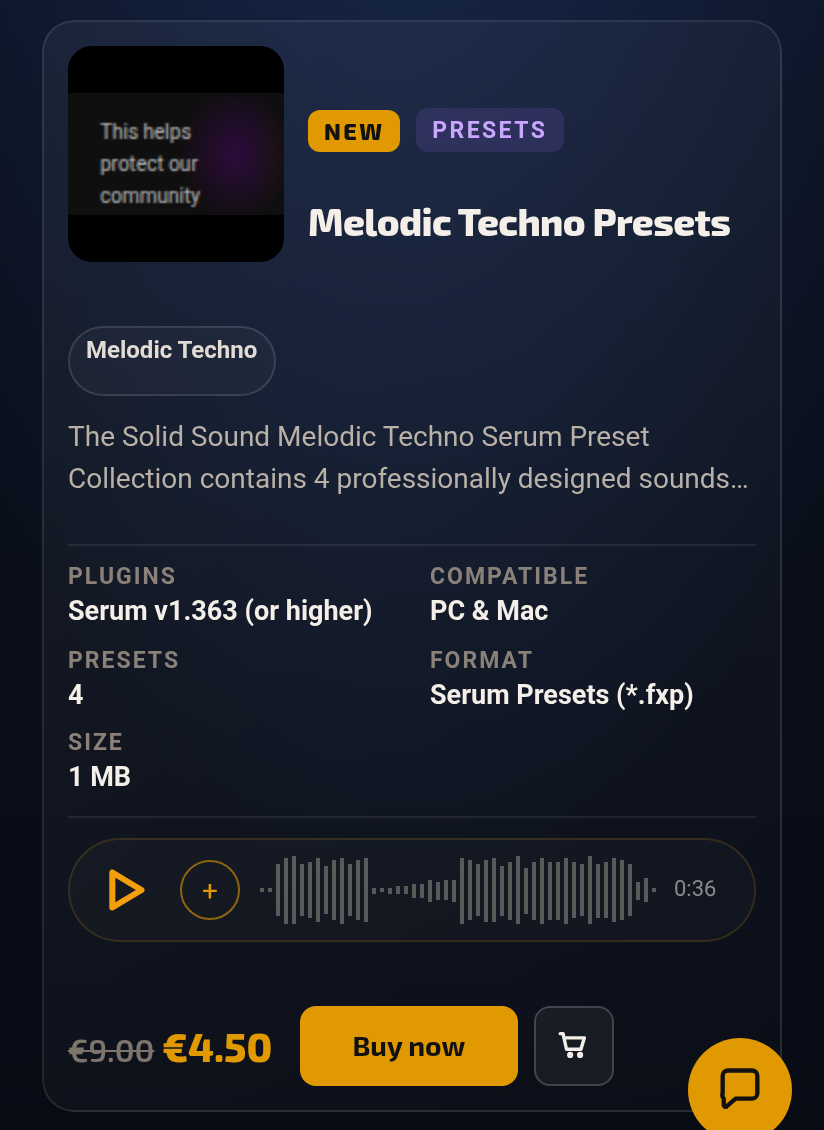 This helps
protect our
community
NEW
PRESETS
Melodic Techno Presets
Melodic Techno
The Solid Sound Melodic Techno Serum Preset
Collection contains 4 professionally designed sounds…
PLUGINS
Serum v1.363 (or higher)
COMPATIBLE
PC & Mac
PRESETS
4
FORMAT
Serum Presets (*.fxp)
SIZE
1 MB
+
0:36
€9.00 €4.50
Buy now